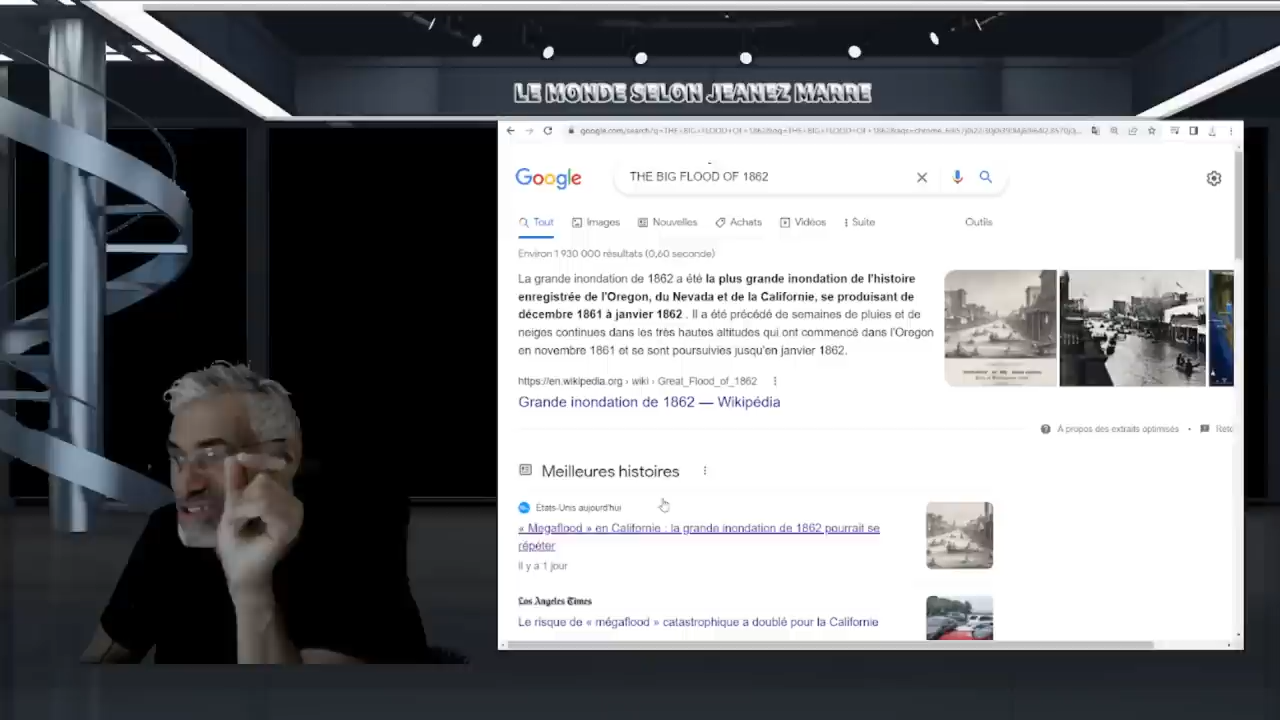 LE MONDE SELON JEANEZ MARRE
Google
THE BIG FLOOD OF 1862
Tout
Images
Nouvelles
Achats
Vidéos
Suite
Outils
Environ 1 930 000 résultats (0,60 seconde)
La grande inondation de 1862 a été la plus grande inondation de l'histoire
enregistrée de l'Oregon, du Nevada et de la Californie, se produisant de
décembre 1861 à janvier 1862 . Il a été précédé de semaines de pluies et de
neiges continues dans les très hautes altitudes qui ont commencé dans l'Oregon
en novembre 1861 et se sont poursuivies jusqu'en janvier 1862.
https://en.wikipedia.org › wiki › Great_Flood_of_1862
Grande inondation de 1862 — Wikipédia
À propos des extraits optimisés
Meilleures histoires
États-Unis aujourd'hui
« Megaflood » en Californie : la grande inondation de 1862 pourrait se
répéter
Il y a 1 jour
Los Angeles Times
Le risque de « mégaflood » catastrophique a doublé pour la Californie